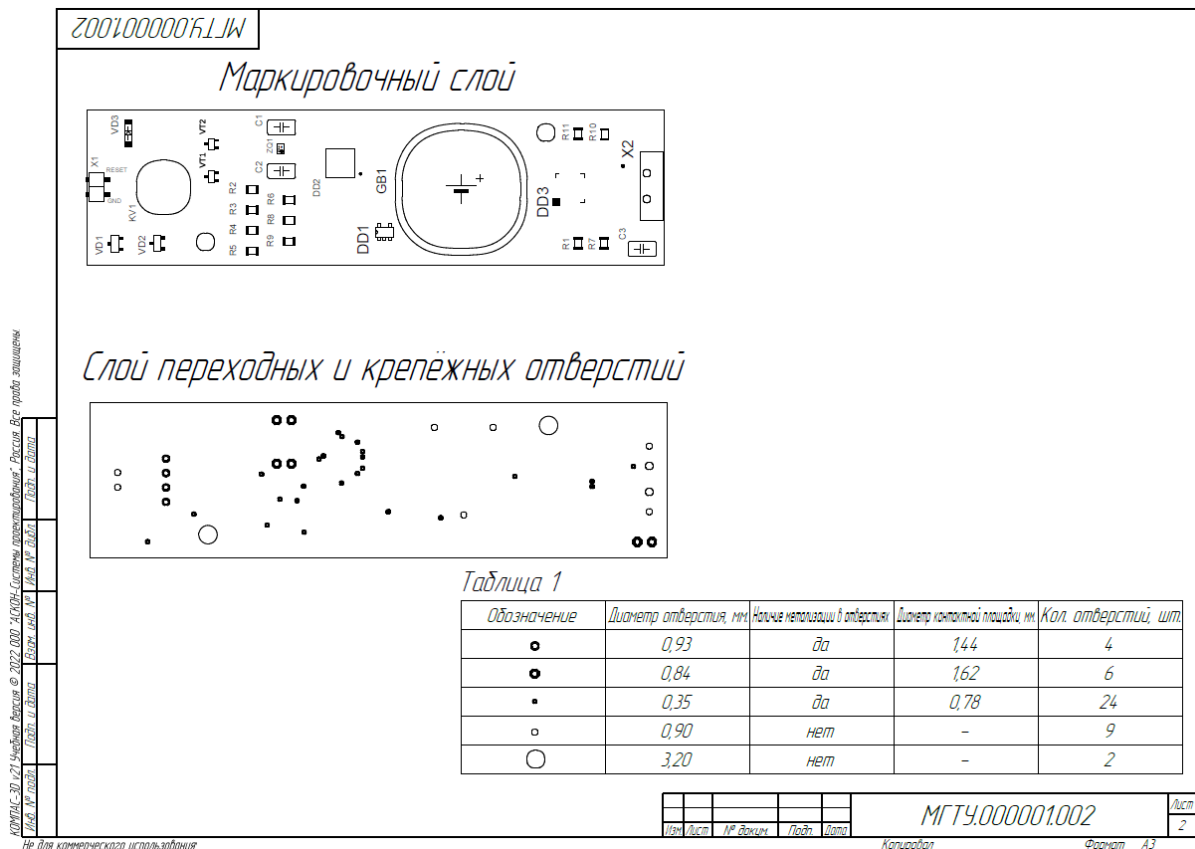 МГТУ.000001.002
Маркировочный слой
VD3
VT2
C1
R11
R10
ZQ1
X1
RESET
VT1
C2
X2
DD2
GB1
+
R2
GND
R6
KV1
R3
DD3
R8
R4
DD1
VD1
VD2
R5
R9
R1
R7
C3
Слой переходных и крепёжных отверстий
Таблица 1
Обозначение Диаметр отверстия, мм. Наличие метализации в отверстиях Диаметр контактной площадки, мм. Кол. отверстий, шт.
0,93 да 1,44 4
0,84 да 1,62 6
0,35 да 0,78 24
0,90 нет – 9
3,20 нет – 2
КОМПАС-3D v21 Учебная версия © 2022 ООО "АСКОН-Системы проектирования", Россия. Все права защищены.
Инв. № подл. Подп. и дата Взам. инв. № Инв. № дубл. Подп. и дата
МГТУ.000001.002
Лист
2
Изм. Лист № докум. Подп. Дата
Не для коммерческого использования
Копировал
Формат А3